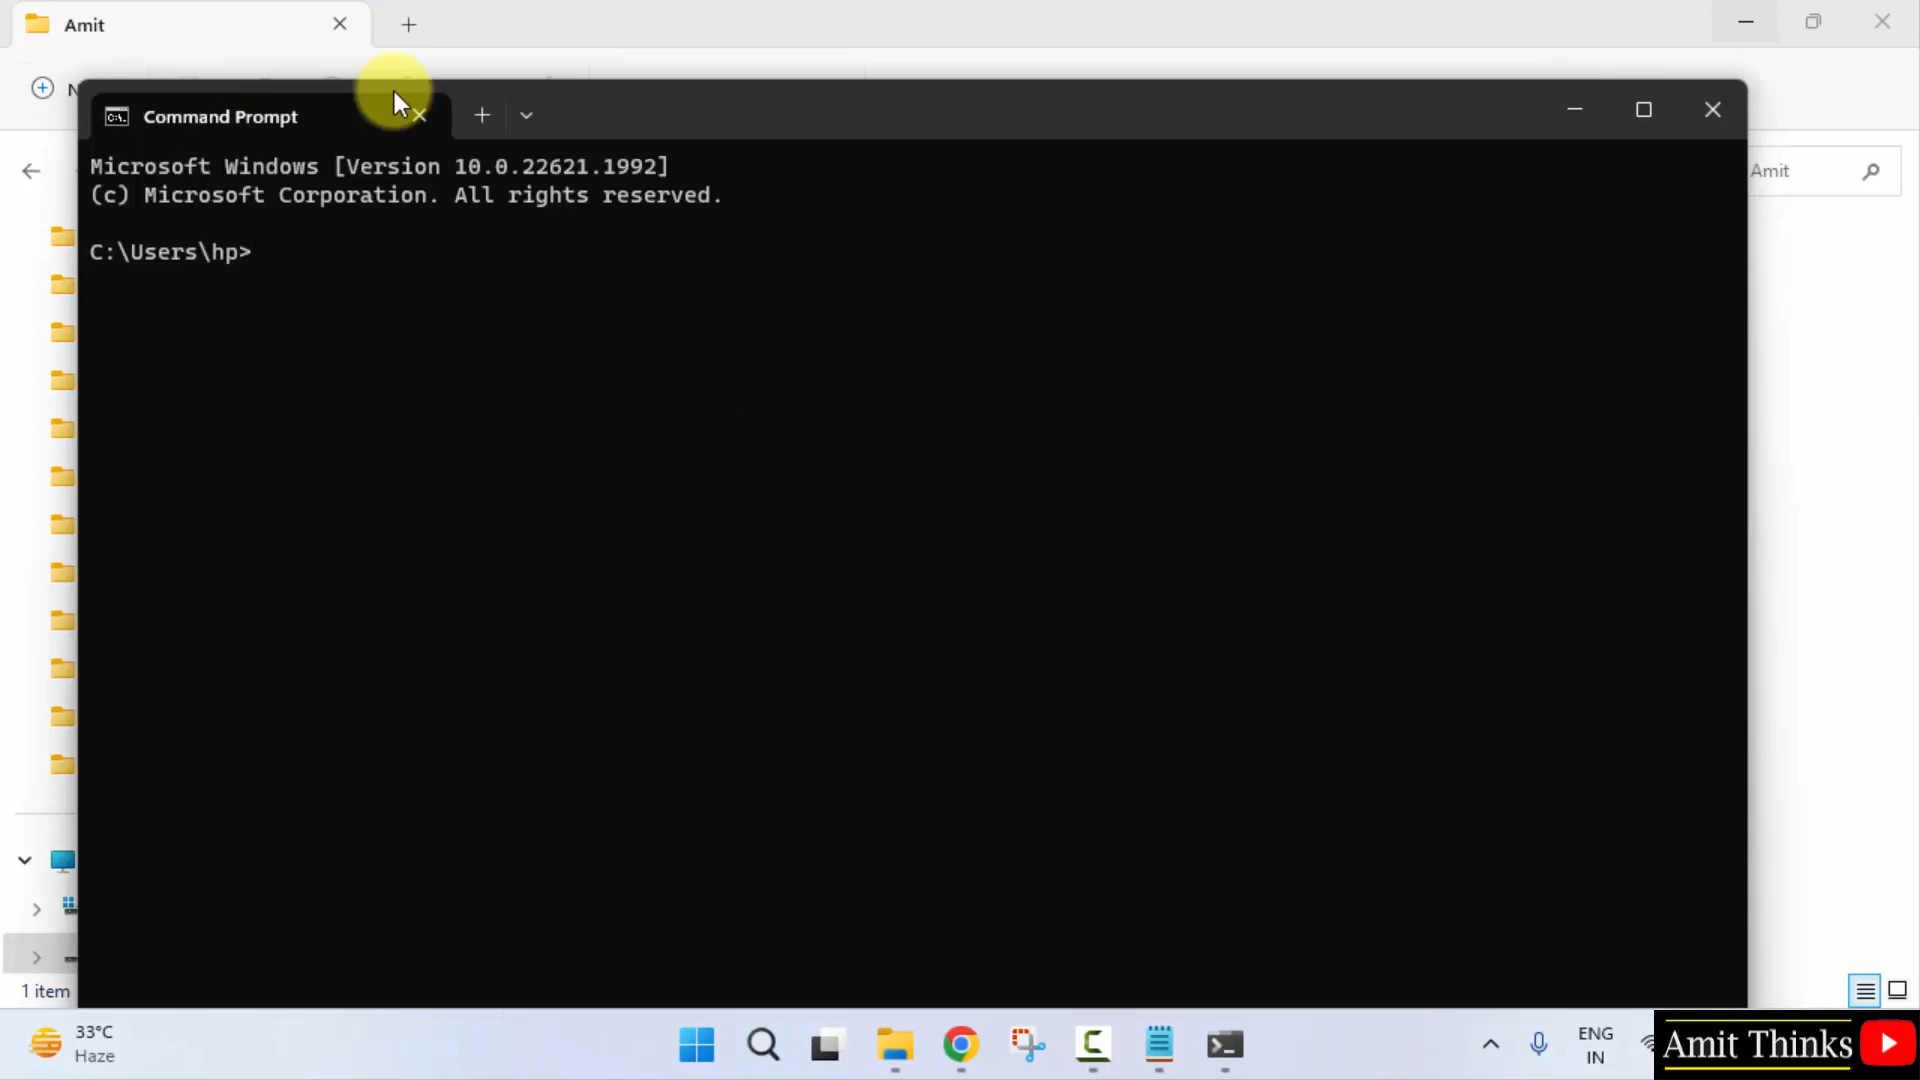 Amit
N
Command Prompt
Microsoft Windows [Version 10.0.22621.1992]
(c) Microsoft Corporation. All rights reserved.
Amit
C:\Users\hp>
1 item
33°C
Haze
ENG
IN
Amit Thinks